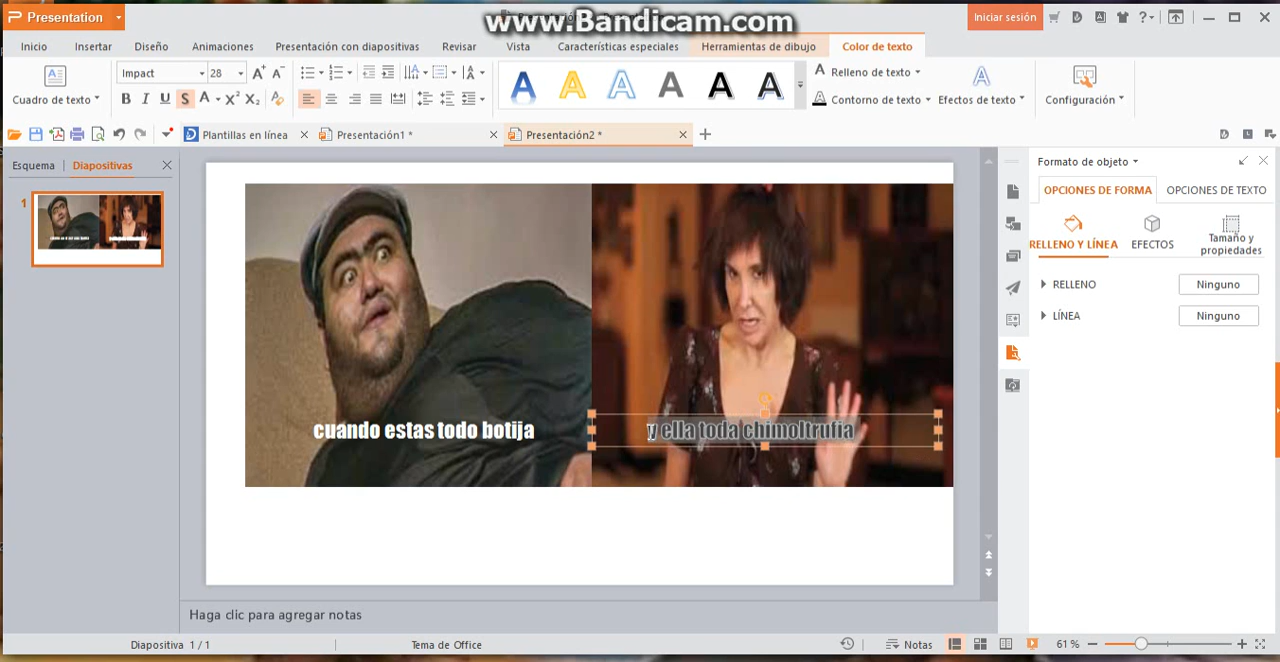 www.Bandicam.com
Presentation
Iniciar sesión
Inicio
Insertar
Diseño
Animaciones
Presentación con diapositivas
Revisar
Vista
Características especiales
Herramientas de dibujo
Color de texto
Cuadro de texto
Impact
28
Relleno de texto
Contorno de texto
Efectos de texto
Configuración
Plantillas en línea
Presentación1 *
Presentación2 *
Esquema
Diapositivas
1
cuando estas todo botija
y ella toda chimoltrufia
Formato de objeto
OPCIONES DE FORMA
OPCIONES DE TEXTO
RELLENO Y LÍNEA
EFECTOS
Tamaño y
propiedades
RELLENO
Ninguno
LÍNEA
Ninguno
Haga clic para agregar notas
Diapositiva 1 / 1
Tema de Office
Notas
61 %